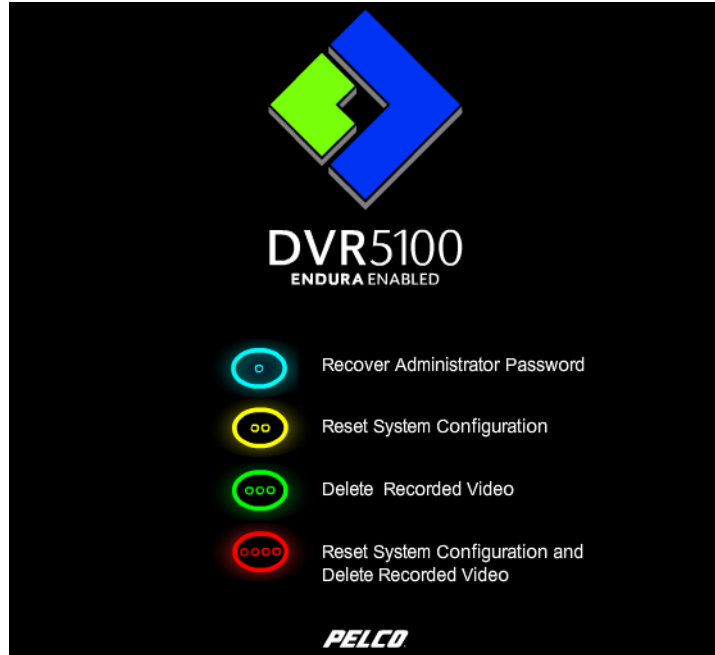 DVR5100
ENDURA ENABLED
Recover Administrator Password
Reset System Configuration
Delete Recorded Video
Reset System Configuration and
Delete Recorded Video
PELCO